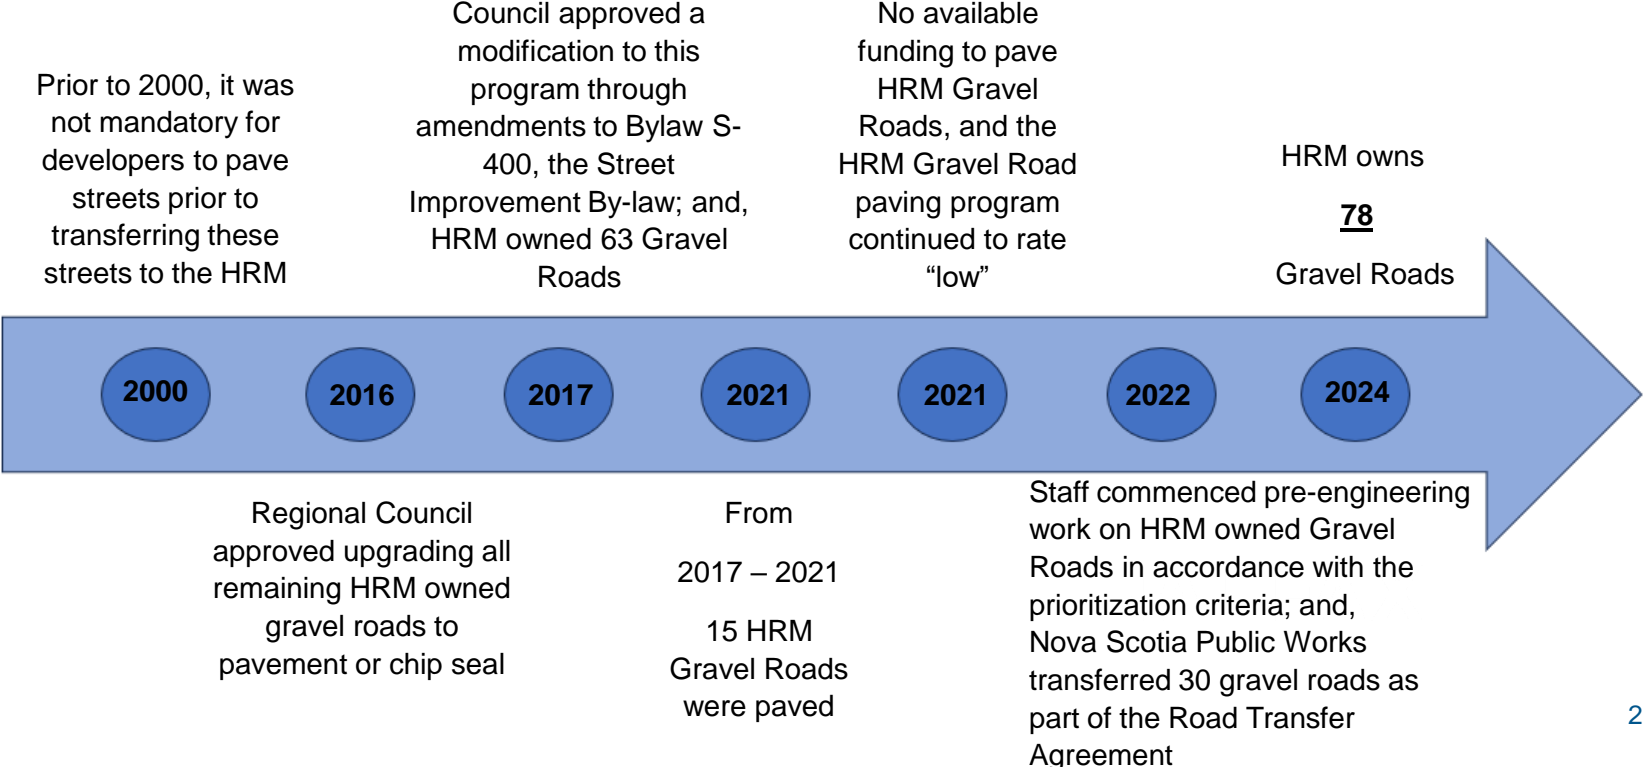 Prior to 2000, it was
not mandatory for
developers to pave
streets prior to
transferring these
streets to the HRM
Council approved a
modification to this
program through
amendments to Bylaw S-
400, the Street
Improvement By-law; and,
HRM owned 63 Gravel
Roads
No available
funding to pave
HRM Gravel
Roads, and the
HRM Gravel Road
paving program
continued to rate
“low”
HRM owns
78
Gravel Roads
2000
2016
2017
2021
2021
2022
2024
Regional Council
approved upgrading all
remaining HRM owned
gravel roads to
pavement or chip seal
From
2017 – 2021
15 HRM
Gravel Roads
were paved
Staff commenced pre-engineering
work on HRM owned Gravel
Roads in accordance with the
prioritization criteria; and,
Nova Scotia Public Works
transferred 30 gravel roads as
part of the Road Transfer
Agreement
2